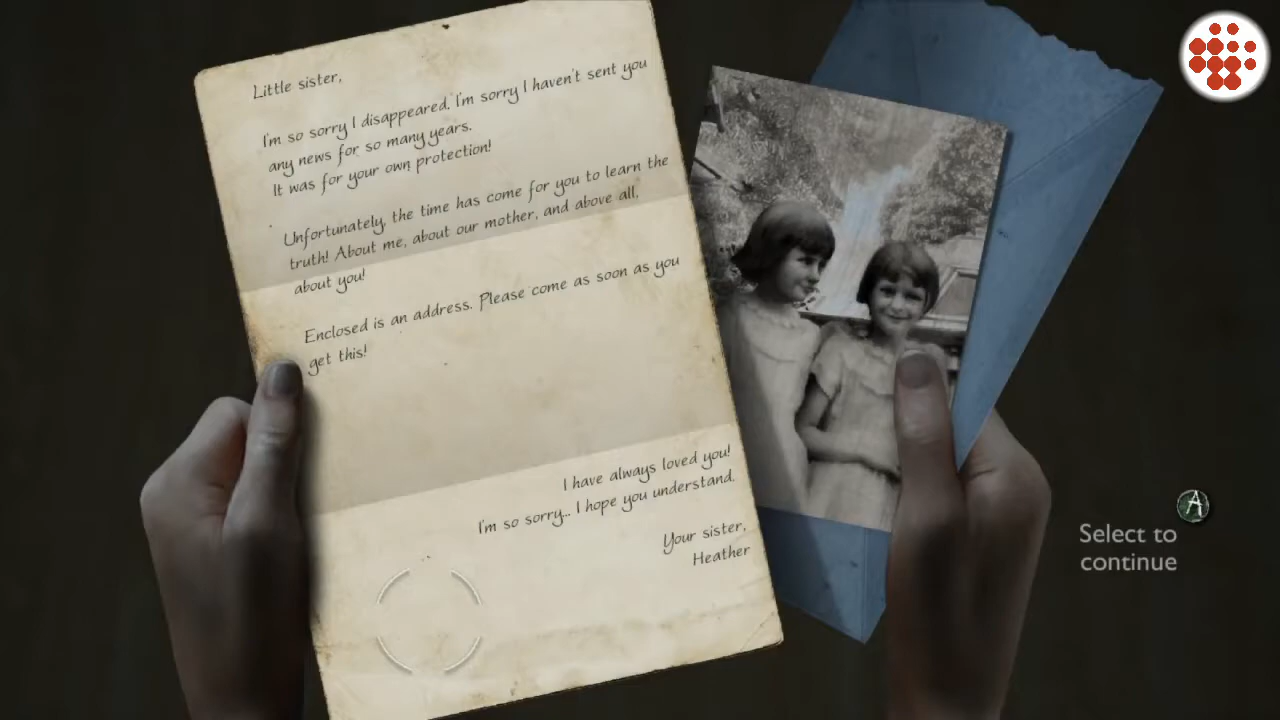 Little sister,
I'm so sorry I disappeared. I'm sorry I haven't sent you
any news for so many years.
It was for your own protection!
Unfortunately, the time has come for you to learn the
truth! About me, about our mother, and above all,
about you!
Enclosed is an address. Please come as soon as you
get this!
I have always loved you!
I'm so sorry... I hope you understand.
Your sister,
Heather
A
Select to
continue